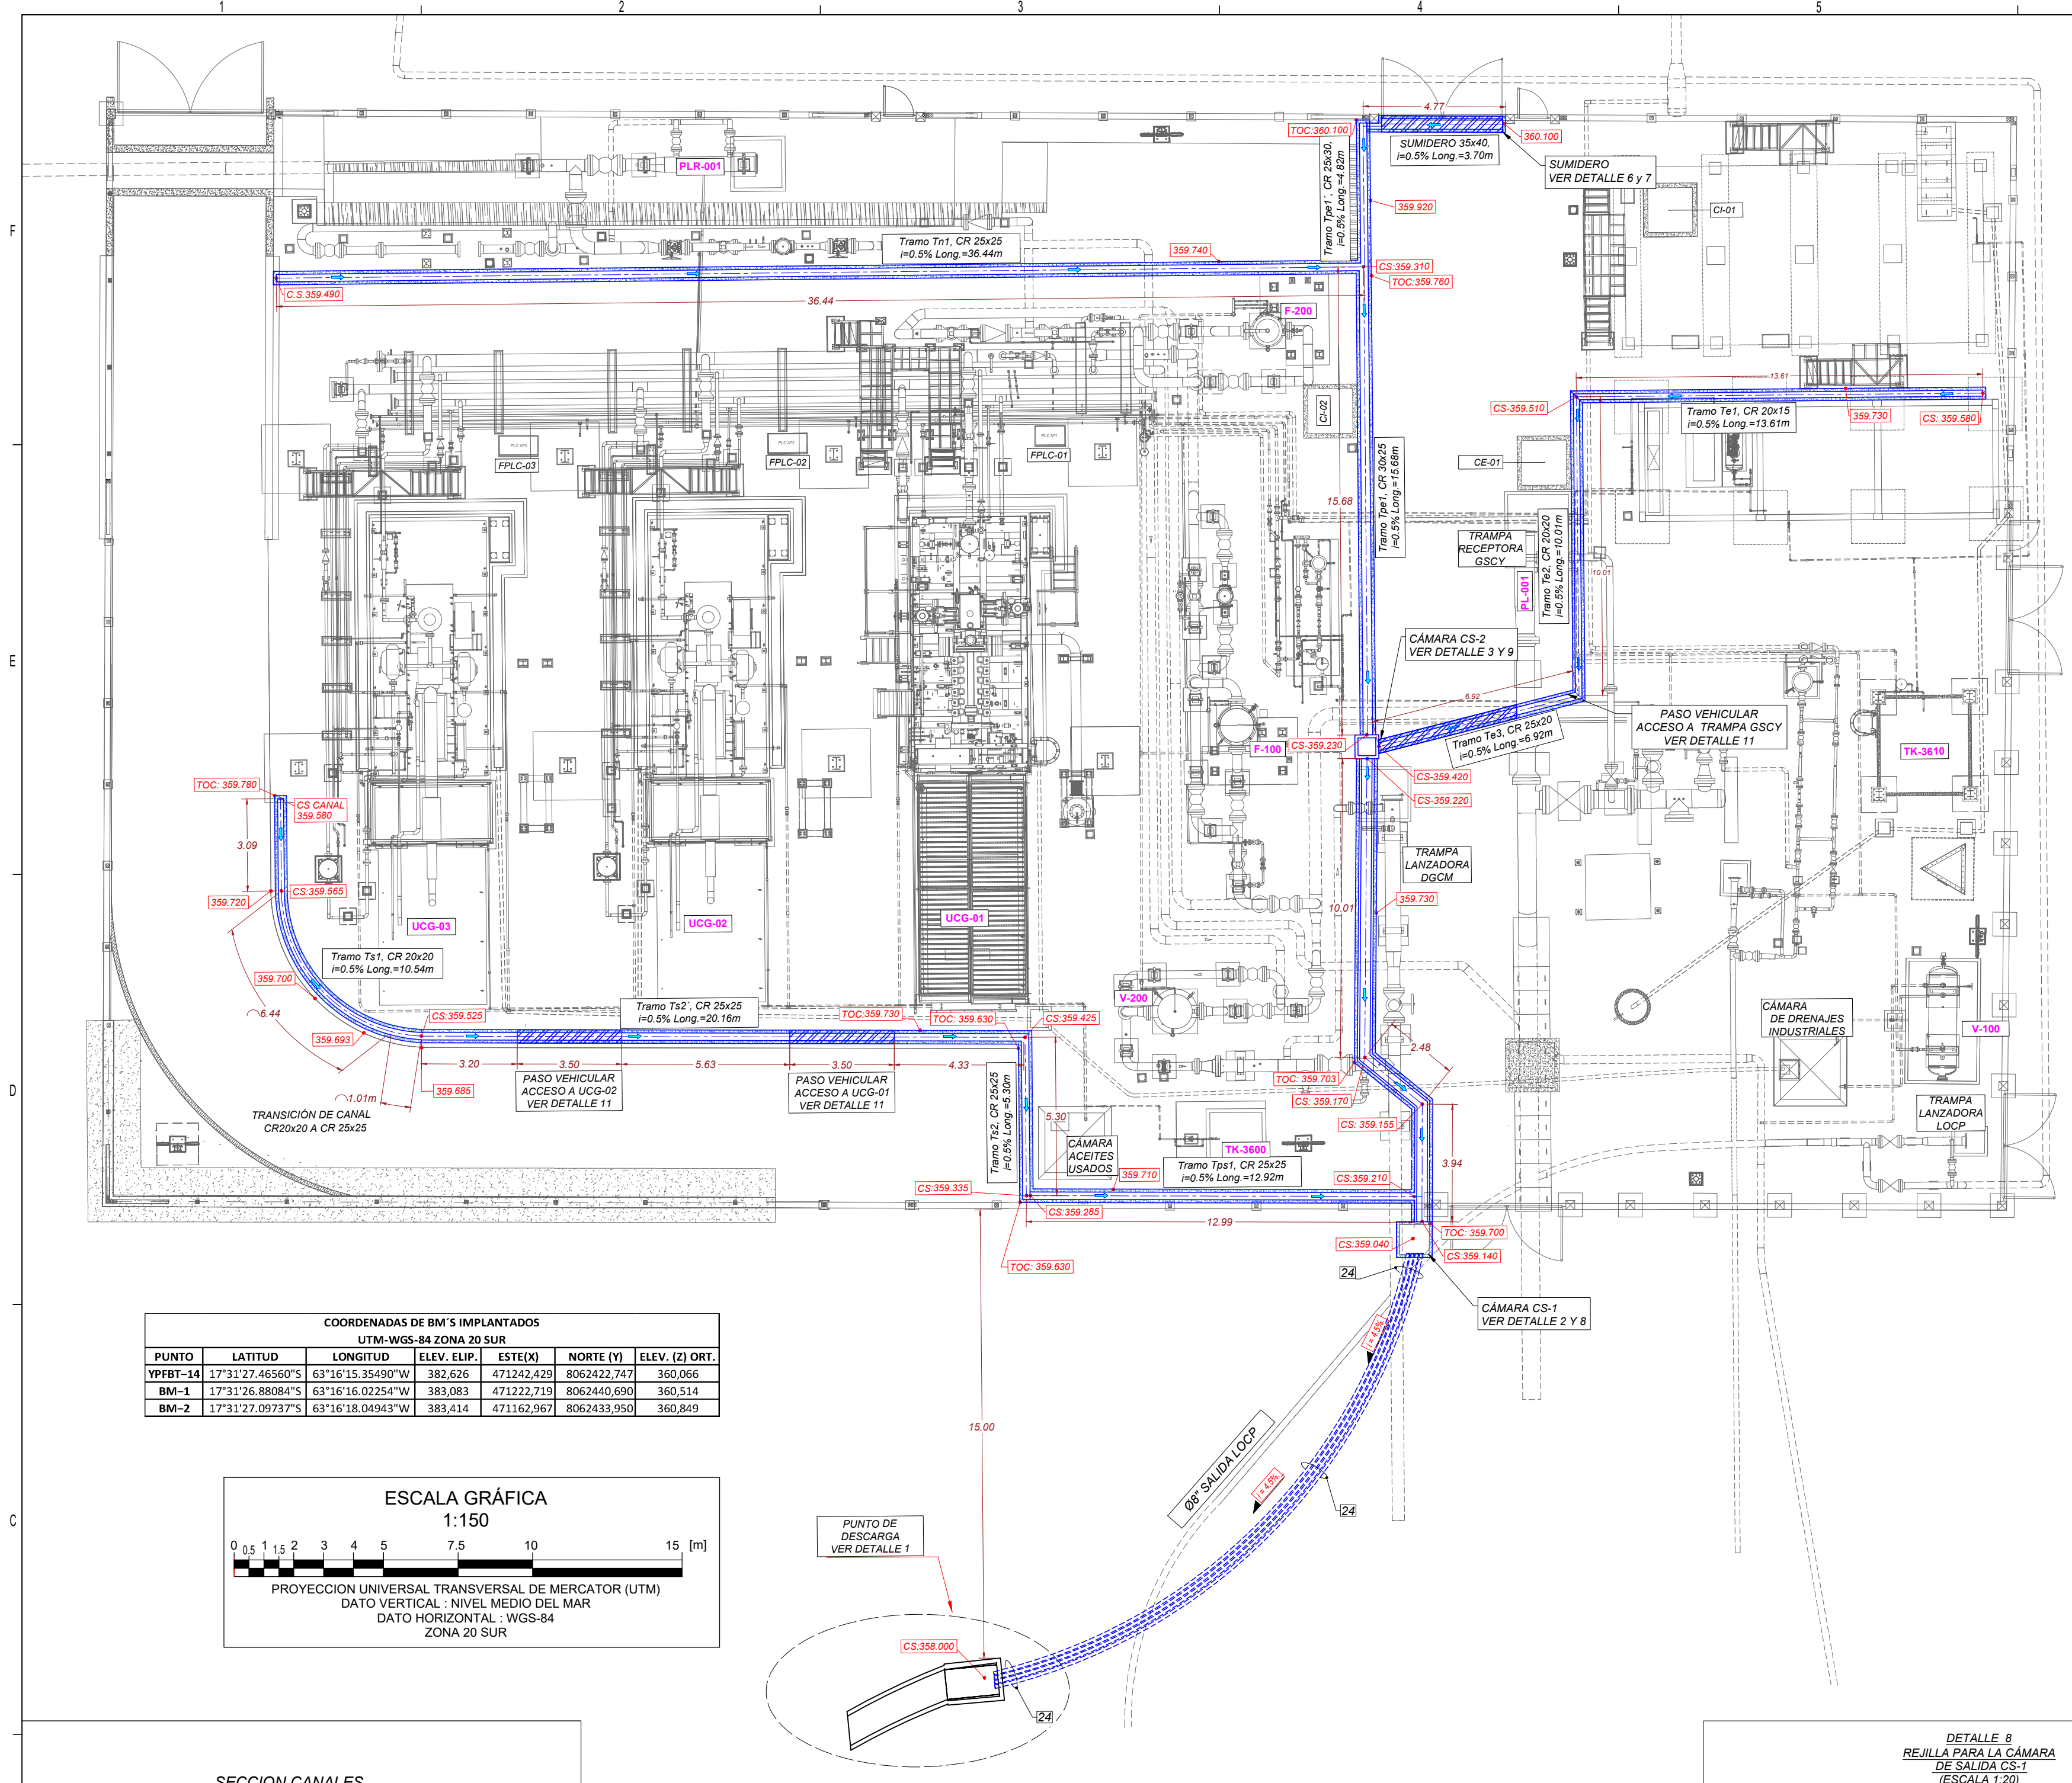 1 2 3 4 5
F
E
D
C
4.77
TOC:360.100
360.100
SUMIDERO 35x40,
i=0.5% Long.=3.70m
SUMIDERO
VER DETALLE 6 y 7
Tramo Tpe1´, CR 25x30,
i=0.5% Long.=4.82m
PLR-001
359.920
CI-01
Tramo Tn1, CR 25x25
i=0.5% Long.=36.44m
359.740
CS:359.310
TOC:359.760
C.S.359.490
36.44
F-200
CI-02
13.61
CS-359.510
Tramo Te1, CR 20x15
i=0.5% Long.=13.61m
359.730
CS: 359.580
PLC Nº3
PLC Nº2
PLC Nº1
FPLC-03
FPLC-02
FPLC-01
CE-01
15.68
Tramo Tpe1, CR 30x25
i=0.5% Long.=15.68m
TRAMPA
RECEPTORA
GSCY
PL-001
Tramo Te2, CR 20x20
i=0.5% Long.=10.01m
10.01
CÁMARA CS-2
VER DETALLE 3 Y 9
6.92
PASO VEHICULAR
ACCESO A TRAMPA GSCY
VER DETALLE 11
Tramo Te3, CR 25x20
i=0.5% Long.=6.92m
F-100
CS-359.230
CS-359.420
CS-359.220
TK-3610
TOC: 359.780
CS CANAL
359.580
3.09
359.720
CS:359.565
UCG-03
UCG-02
UCG-01
TRAMPA
LANZADORA
DGCM
359.730
10.01
Tramo Ts1, CR 20x20
i=0.5% Long.=10.54m
359.700
6.44
359.693
CS:359.525
Tramo Ts2´, CR 25x25
i=0.5% Long.=20.16m
TOC:359.730
TOC: 359.630
CS:359.425
V-200
CÁMARA
DE DRENAJES
INDUSTRIALES
V-100
2.48
3.20
3.50
5.63
3.50
4.33
359.685
1.01m
TRANSICIÓN DE CANAL
CR20x20 A CR 25x25
PASO VEHICULAR
ACCESO A UCG-02
VER DETALLE 11
PASO VEHICULAR
ACCESO A UCG-01
VER DETALLE 11
Tramo Ts2, CR 25x25
i=0.5% Long.=5.30m
5.30
TOC: 359.703
CS: 359.170
CS: 359.155
CÁMARA
ACEITES
USADOS
TK-3600
TRAMPA
LANZADORA
LOCP
3.94
Tramo Tps1, CR 25x25
i=0.5% Long.=12.92m
359.710
CS:359.210
CS:359.335
CS:359.285
12.99
TOC: 359.700
CS:359.040
CS:359.140
TOC: 359.630
24
CÁMARA CS-1
VER DETALLE 2 Y 8
i = 4.5%
COORDENADAS DE BM´S IMPLANTADOS
UTM-WGS-84 ZONA 20 SUR
PUNTO LATITUD LONGITUD ELEV. ELIP. ESTE(X) NORTE (Y) ELEV. (Z) ORT.
YPFBT-14 17°31'27.46560"S 63°16'15.35490"W 382,626 471242,429 8062422,747 360,066
BM-1 17°31'26.88084"S 63°16'16.02254"W 383,083 471222,719 8062440,690 360,514
BM-2 17°31'27.09737"S 63°16'18.04943"W 383,414 471162,967 8062433,950 360,849
15.00
Ø8" SALIDA LOCP
i = 4.5%
24
ESCALA GRÁFICA
1:150
0 0.5 1 1.5 2 3 4 5 7.5 10 15 [m]
PROYECCION UNIVERSAL TRANSVERSAL DE MERCATOR (UTM)
DATO VERTICAL : NIVEL MEDIO DEL MAR
DATO HORIZONTAL : WGS-84
ZONA 20 SUR
PUNTO DE
DESCARGA
VER DETALLE 1
CS:358.000
24
SECCION CANALES
DETALLE 8
REJILLA PARA LA CÁMARA
DE SALIDA CS-1
(ESCALA 1:20)